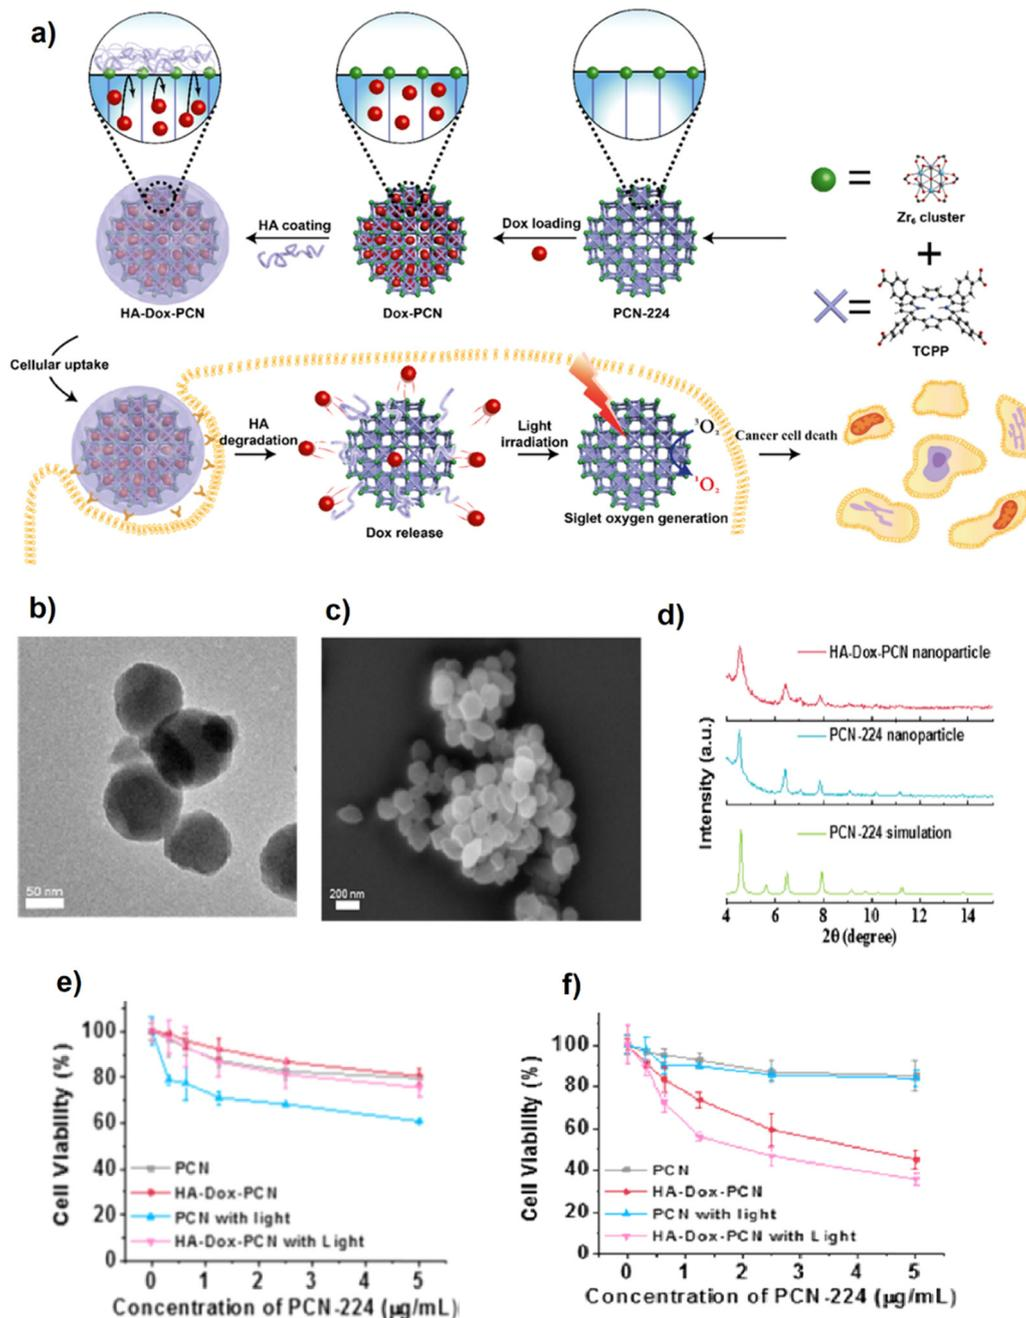 a)
HA coating
Dox loading
HA-Dox-PCN
Dox-PCN
PCN-224
=
Zr₆ cluster
+
=
TCPP
Cellular uptake
HA
degradation
Dox release
Light
irradiation
³O₂
¹O₂
Siglet oxygen generation
Cancer cell death
b)
50 nm
c)
200 nm
d)
HA-Dox-PCN nanoparticle
PCN-224 nanoparticle
PCN-224 simulation
Intensity (a.u.)
4 6 8 10 12 14
2θ (degree)
e)
Cell Viability (%)
100
80
60
40
20
0
PCN
HA-Dox-PCN
PCN with light
HA-Dox-PCN with Light
0 1 2 3 4 5
Concentration of PCN-224 (μg/mL)
f)
Cell Viability (%)
100
80
60
40
20
0
PCN
HA-Dox-PCN
PCN with light
HA-Dox-PCN with Light
0 1 2 3 4 5
Concentration of PCN-224 (μg/mL)